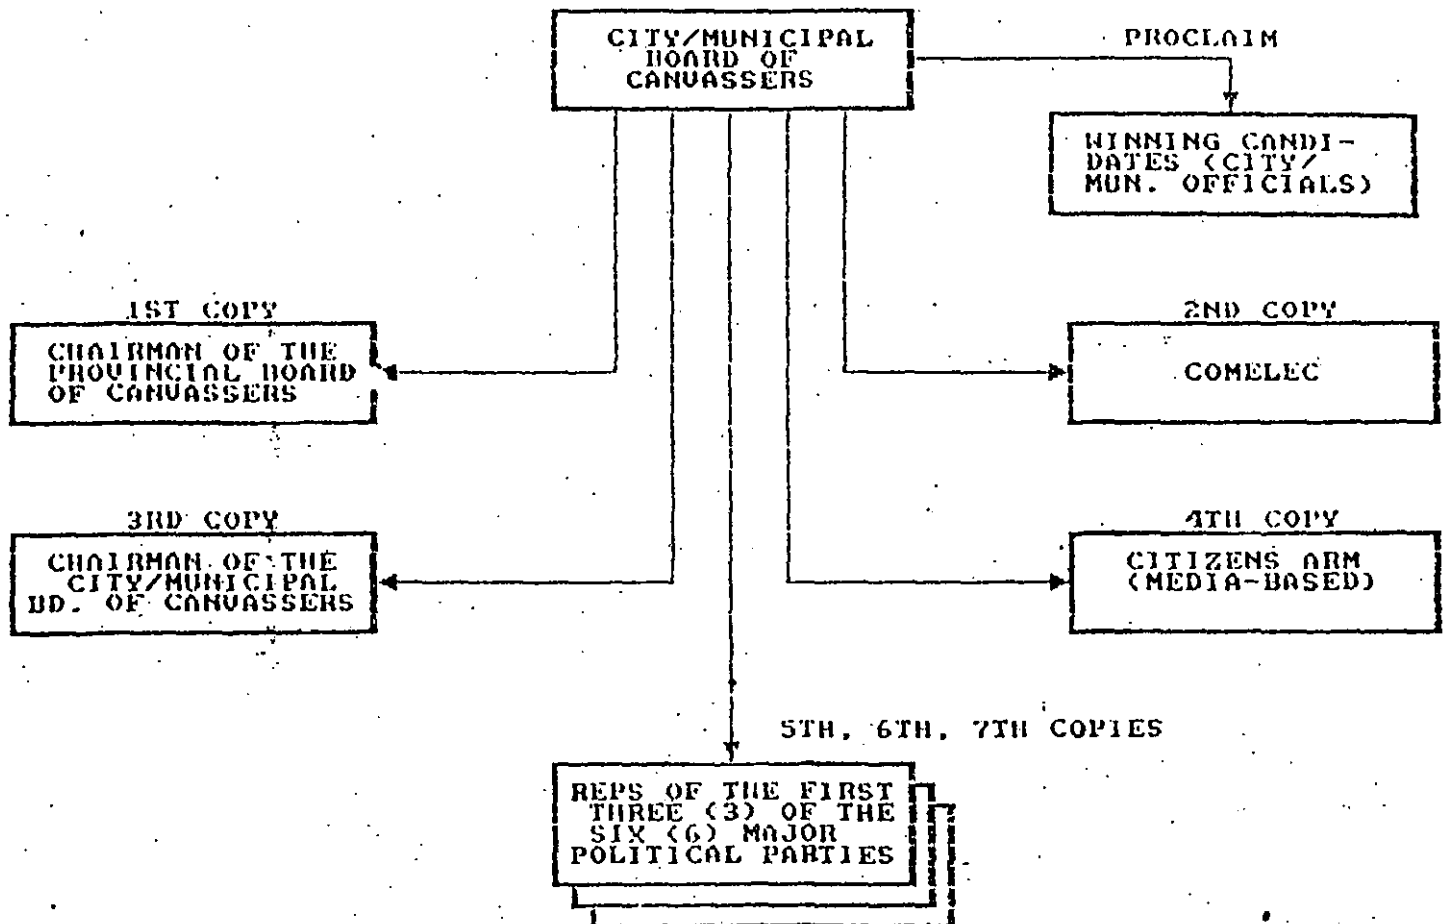 CITY/MUNICIPAL
BOARD OF
CANVASSERS
PROCLAIM
WINNING CANDI-
DATES (CITY/
MUN. OFFICIALS)
1ST COPY
CHAIRMAN OF THE
PROVINCIAL BOARD
OF CANVASSERS
2ND COPY
COMELEC
3RD COPY
CHAIRMAN OF THE
CITY/MUNICIPAL
BD. OF CANVASSERS
4TH COPY
CITIZENS ARM
(MEDIA-BASED)
5TH, 6TH, 7TH COPIES
REPS OF THE FIRST
THREE (3) OF THE
SIX (6) MAJOR
POLITICAL PARTIES